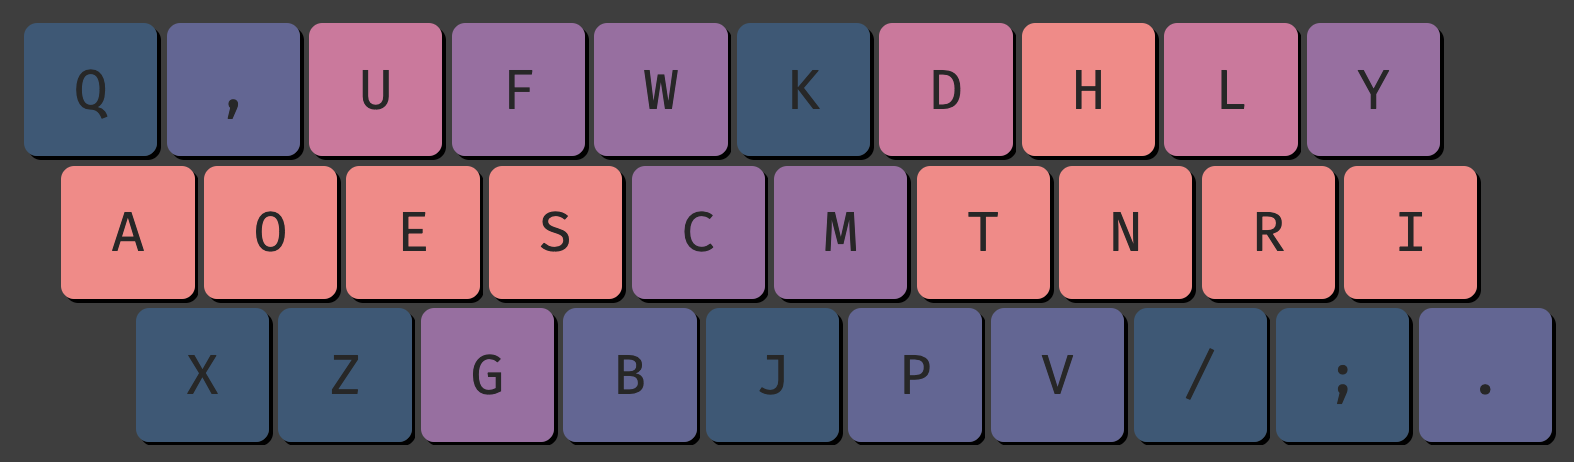 Q , U F W K D H L Y
A O E S C M T N R I
X Z G B J P V / ; .